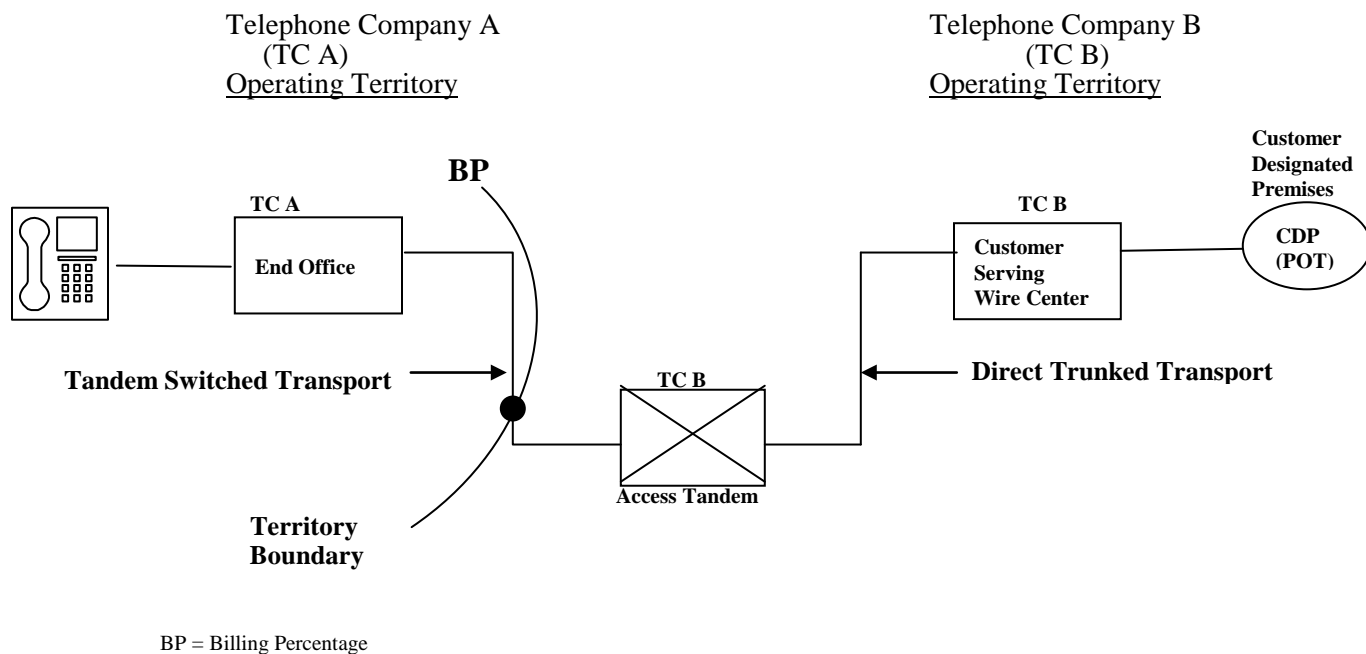 Telephone Company A
(TC A)
Operating Territory
Telephone Company B
(TC B)
Operating Territory
Customer
Designated
Premises
BP
TC A
End Office
TC B
Customer
Serving
Wire Center
CDP
(POT)
Tandem Switched Transport
TC B
Direct Trunked Transport
Access Tandem
Territory
Boundary
BP = Billing Percentage